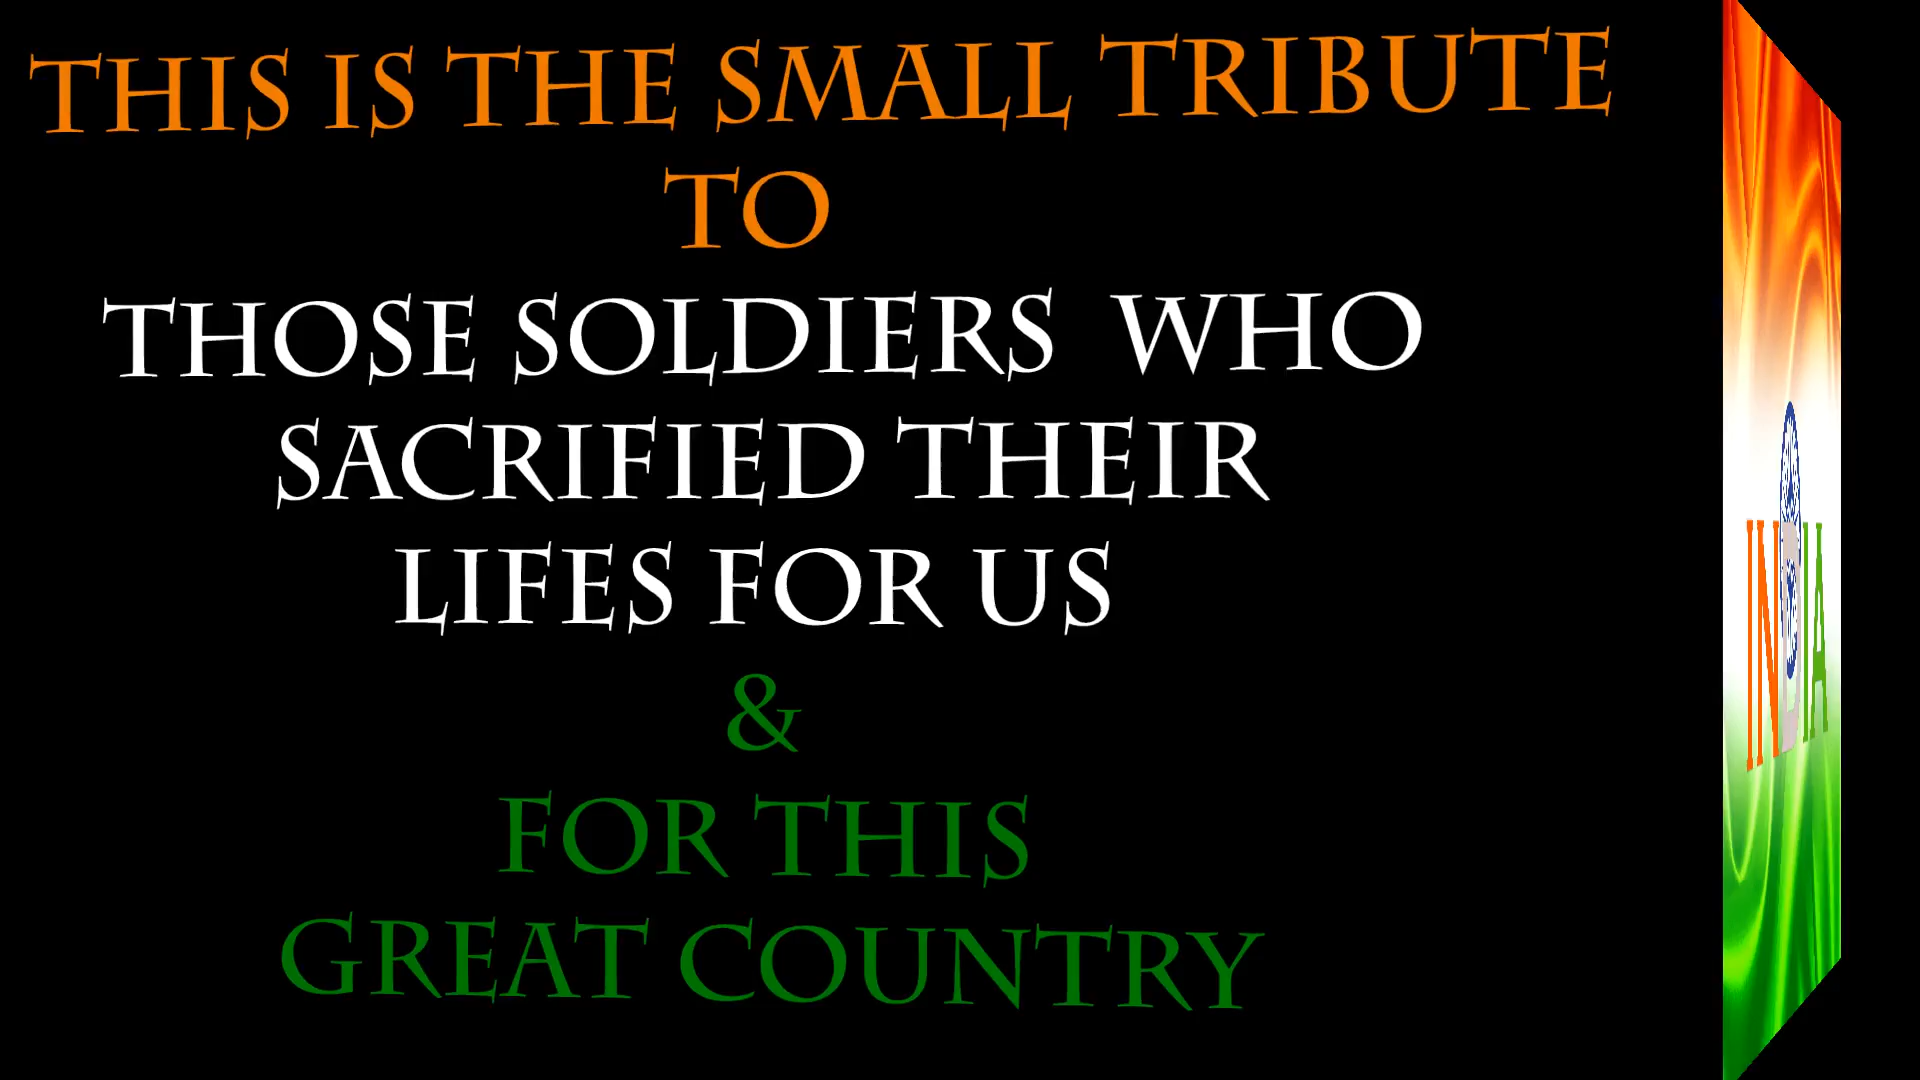 THIS IS THE SMALL TRIBUTE
TO
THOSE SOLDIERS WHO
SACRIFIED THEIR
LIFES FOR US
&
FOR THIS
GREAT COUNTRY
INDIA